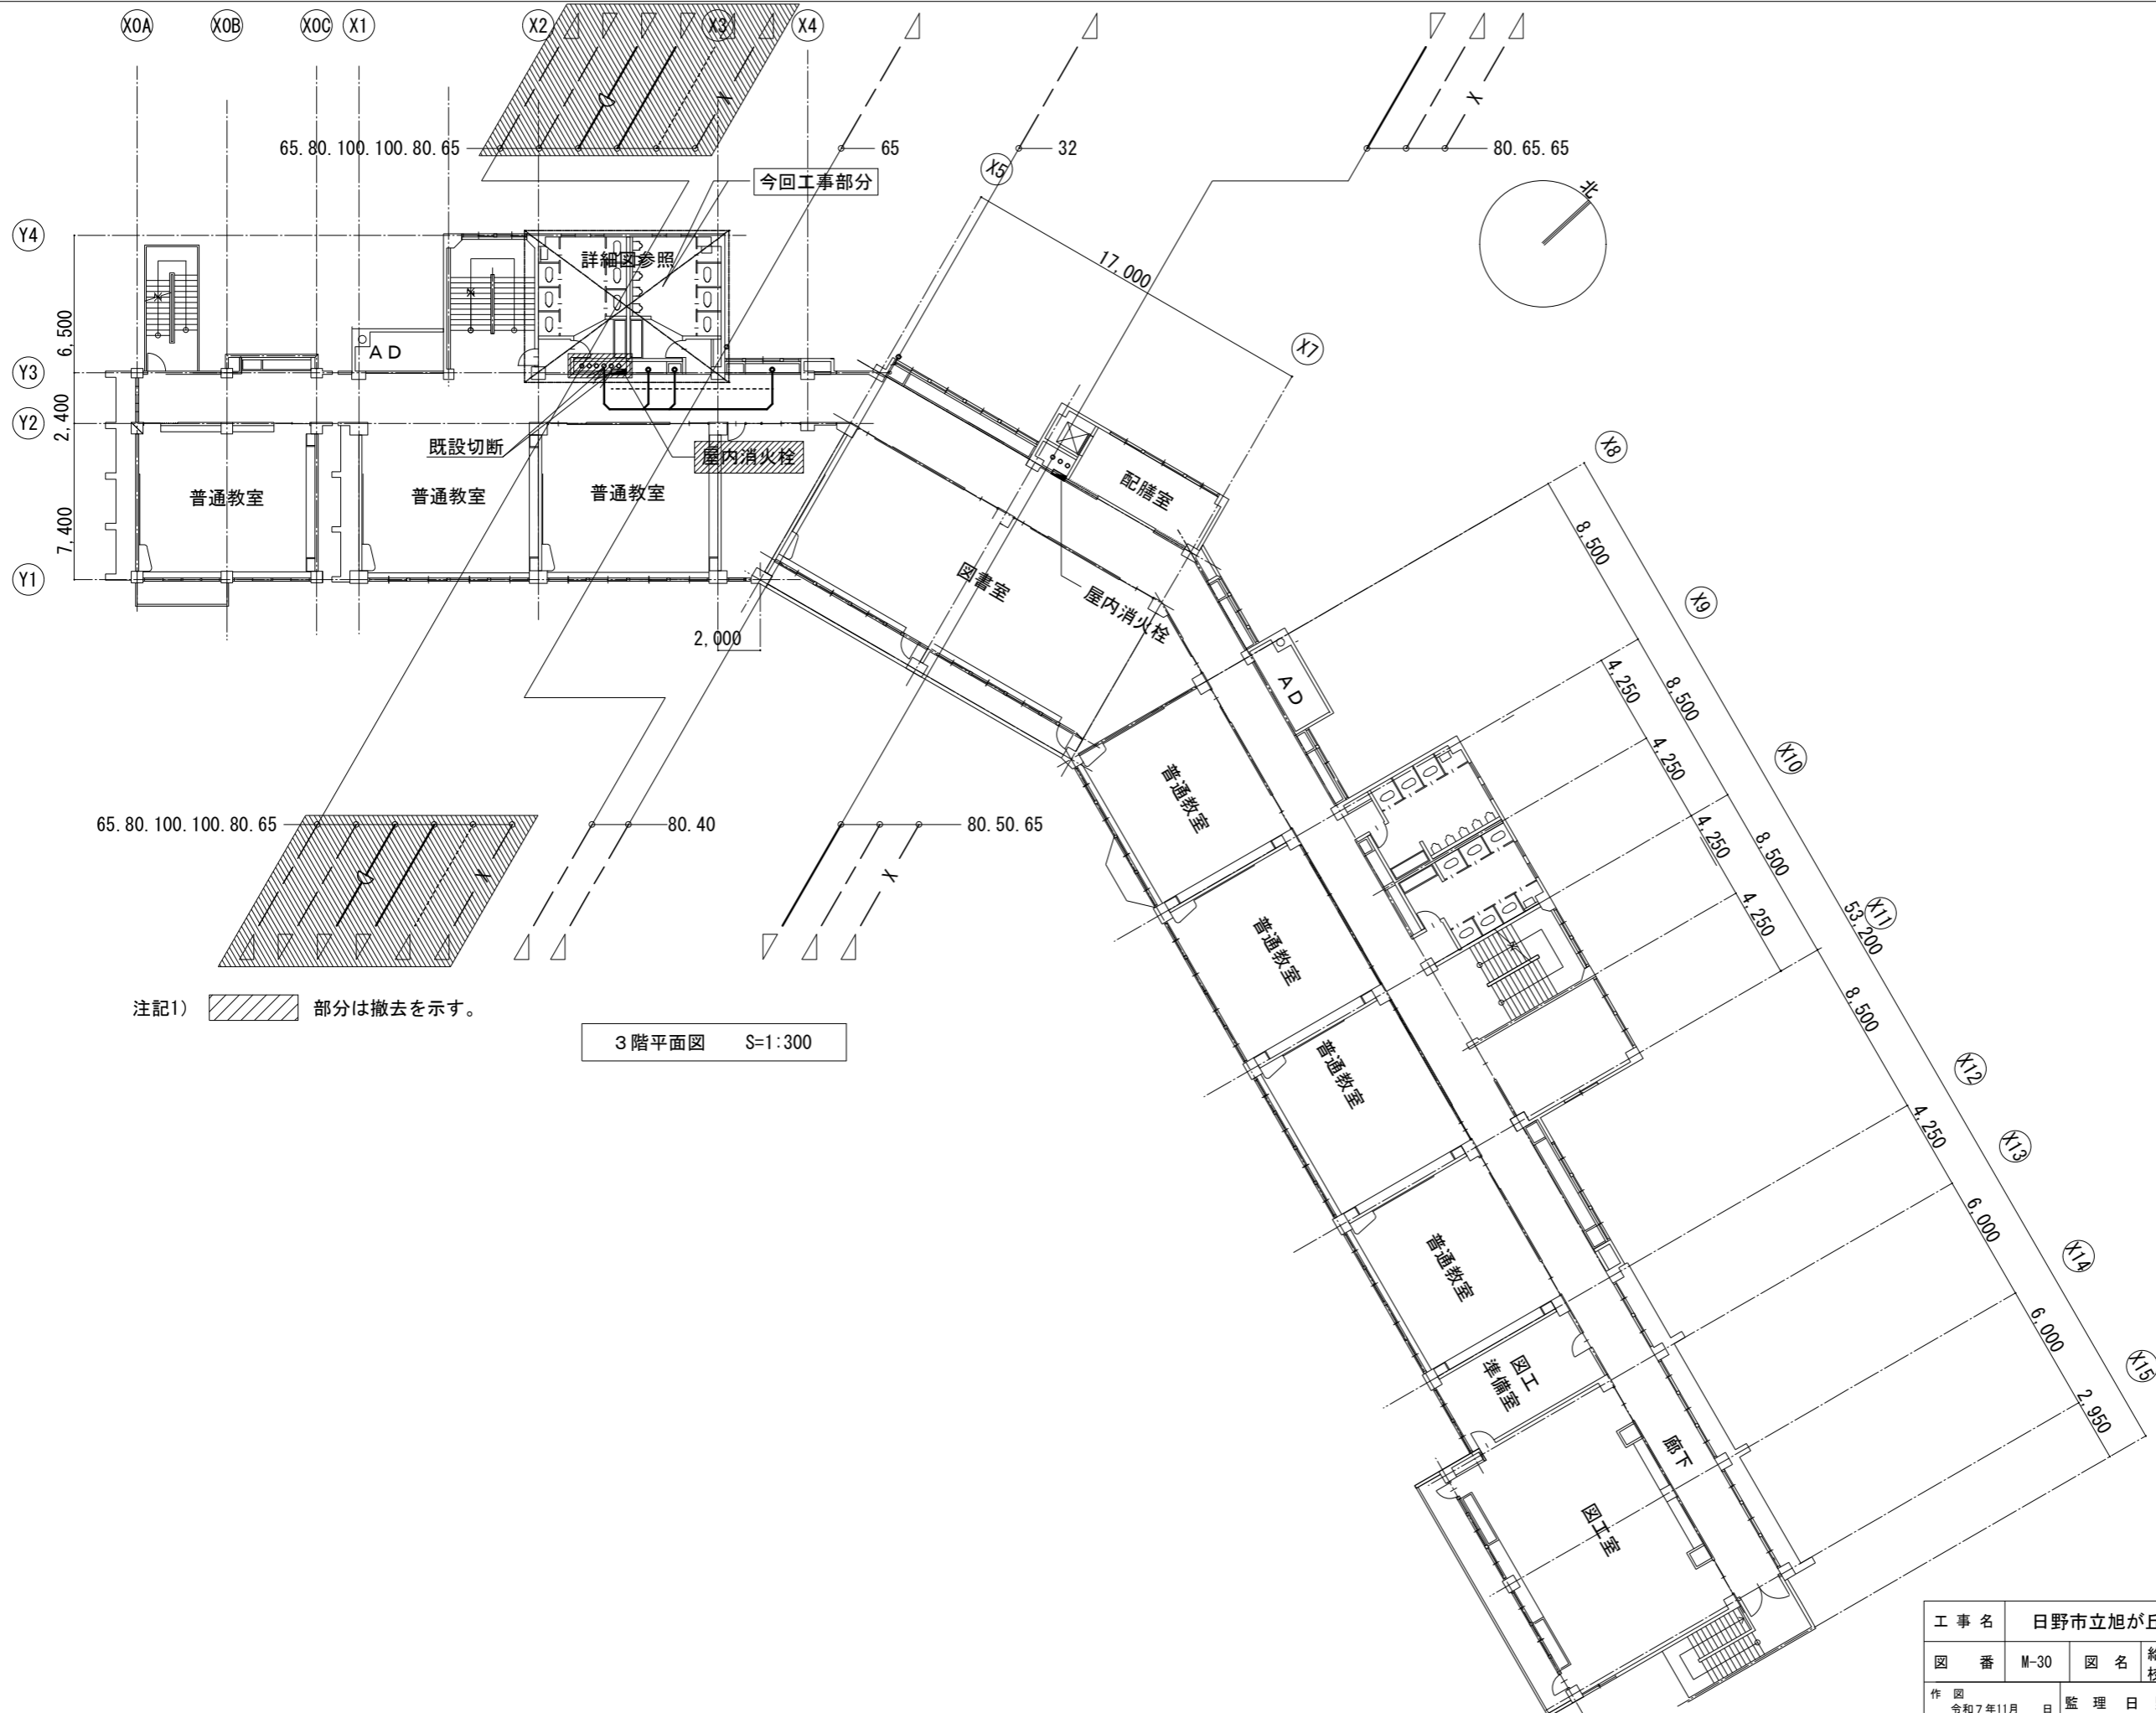 X0A X0B X0C X1 X2 X3 X4
65.80.100.100.80.65
65
32
80.65.65
X5
今回工事部分
北
Y4
詳細図参照
17,000
6,500
X7
AD
Y3
2,400
Y2
既設切断
屋内消火栓
X8
配膳室
普通教室
普通教室
普通教室
7,400
8,500
Y1
図書室
屋内消火栓
X9
2,000
4,250
8,500
AD
4,250
X10
普通教室
65.80.100.100.80.65
80.40
80.50.65
4,250
8,500
53,200
X11
4,250
普通教室
注記1) 部分は撤去を示す。
8,500
3階平面図 S=1:300
普通教室
X12
4,250
X13
6,000
普通教室
X14
6,000
図工
準備室
X15
2,950
廊下
図工室
工事名 日野市立旭が丘
図番 M-30 図名
作図
令和7年11月 日
監理日